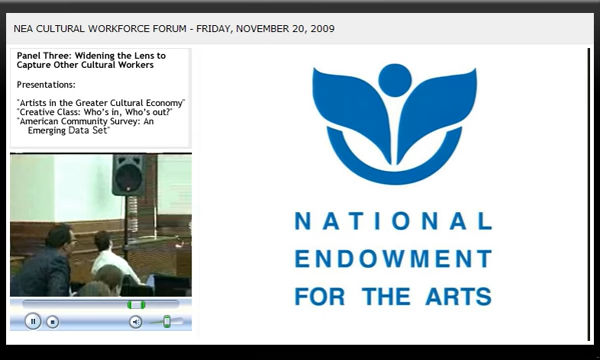 NEA CULTURAL WORKFORCE FORUM - FRIDAY, NOVEMBER 20, 2009
Panel Three: Widening the Lens to
Capture Other Cultural Workers
Presentations:
"Artists in the Greater Cultural Economy"
"Creative Class: Who's in, Who's out?"
"American Community Survey: An
Emerging Data Set"
NATIONAL
ENDOWMENT
FOR THE ARTS